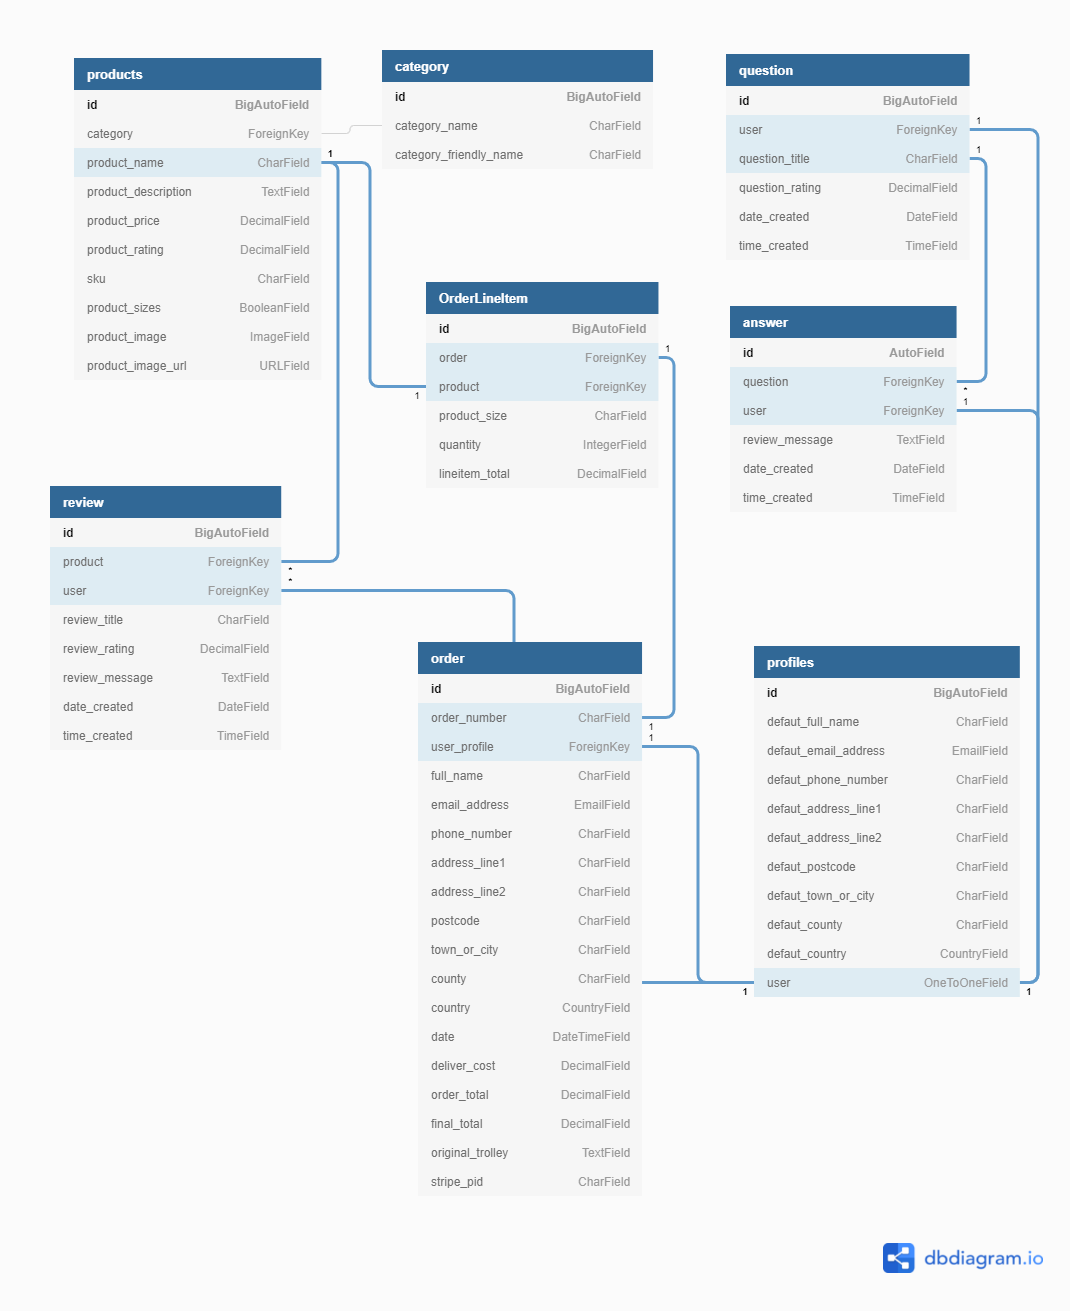 products
id BigAutoField
category ForeignKey
product_name CharField
product_description TextField
product_price DecimalField
product_rating DecimalField
sku CharField
product_sizes BooleanField
product_image ImageField
product_image_url URLField
1
category
id BigAutoField
category_name CharField
category_friendly_name CharField
question
id BigAutoField
user ForeignKey
question_title CharField
question_rating DecimalField
date_created DateField
time_created TimeField
1
1
OrderLineItem
id BigAutoField
order ForeignKey
product ForeignKey
product_size CharField
quantity IntegerField
lineitem_total DecimalField
1
1
answer
id AutoField
question ForeignKey
user ForeignKey
review_message TextField
date_created DateField
time_created TimeField
*
1
review
id BigAutoField
product ForeignKey
user ForeignKey
review_title CharField
review_rating DecimalField
review_message TextField
date_created DateField
time_created TimeField
*
*
order
id BigAutoField
order_number CharField
user_profile ForeignKey
full_name CharField
email_address EmailField
phone_number CharField
address_line1 CharField
address_line2 CharField
postcode CharField
town_or_city CharField
county CharField
country CountryField
date DateTimeField
deliver_cost DecimalField
order_total DecimalField
final_total DecimalField
original_trolley TextField
stripe_pid CharField
1
1
profiles
id BigAutoField
defaut_full_name CharField
defaut_email_address EmailField
defaut_phone_number CharField
defaut_address_line1 CharField
defaut_address_line2 CharField
defaut_postcode CharField
defaut_town_or_city CharField
defaut_county CharField
defaut_country CountryField
user OneToOneField
1
1
dbdiagram.io